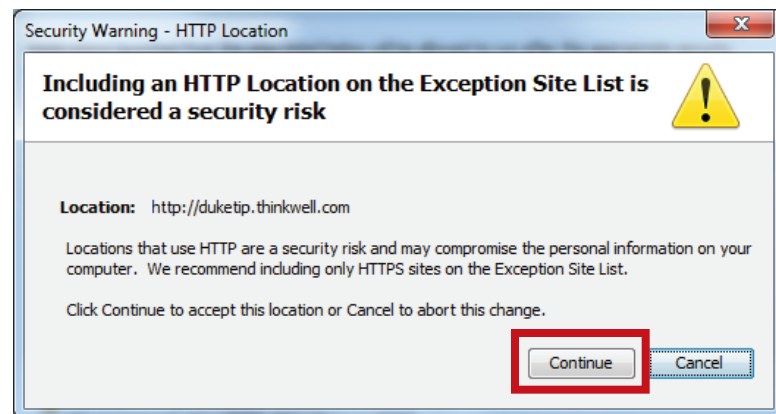 Security Warning - HTTP Location
Including an HTTP Location on the Exception Site List is
considered a security risk
Location: http://duketip.thinkwell.com
Locations that use HTTP are a security risk and may compromise the personal information on your
computer. We recommend including only HTTPS sites on the Exception Site List.
Click Continue to accept this location or Cancel to abort this change.
Continue Cancel